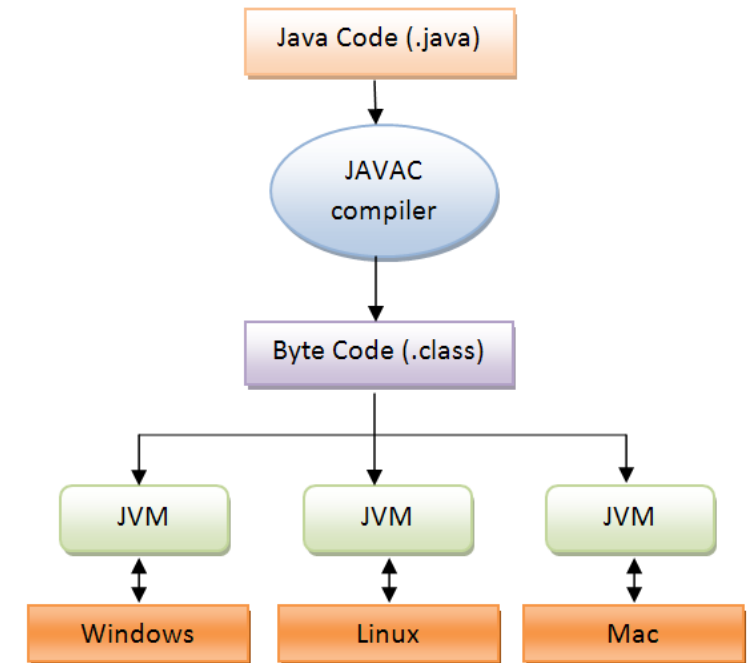 Java Code (.java)
JAVAC
compiler
Byte Code (.class)
JVM
JVM
JVM
Windows
Linux
Mac